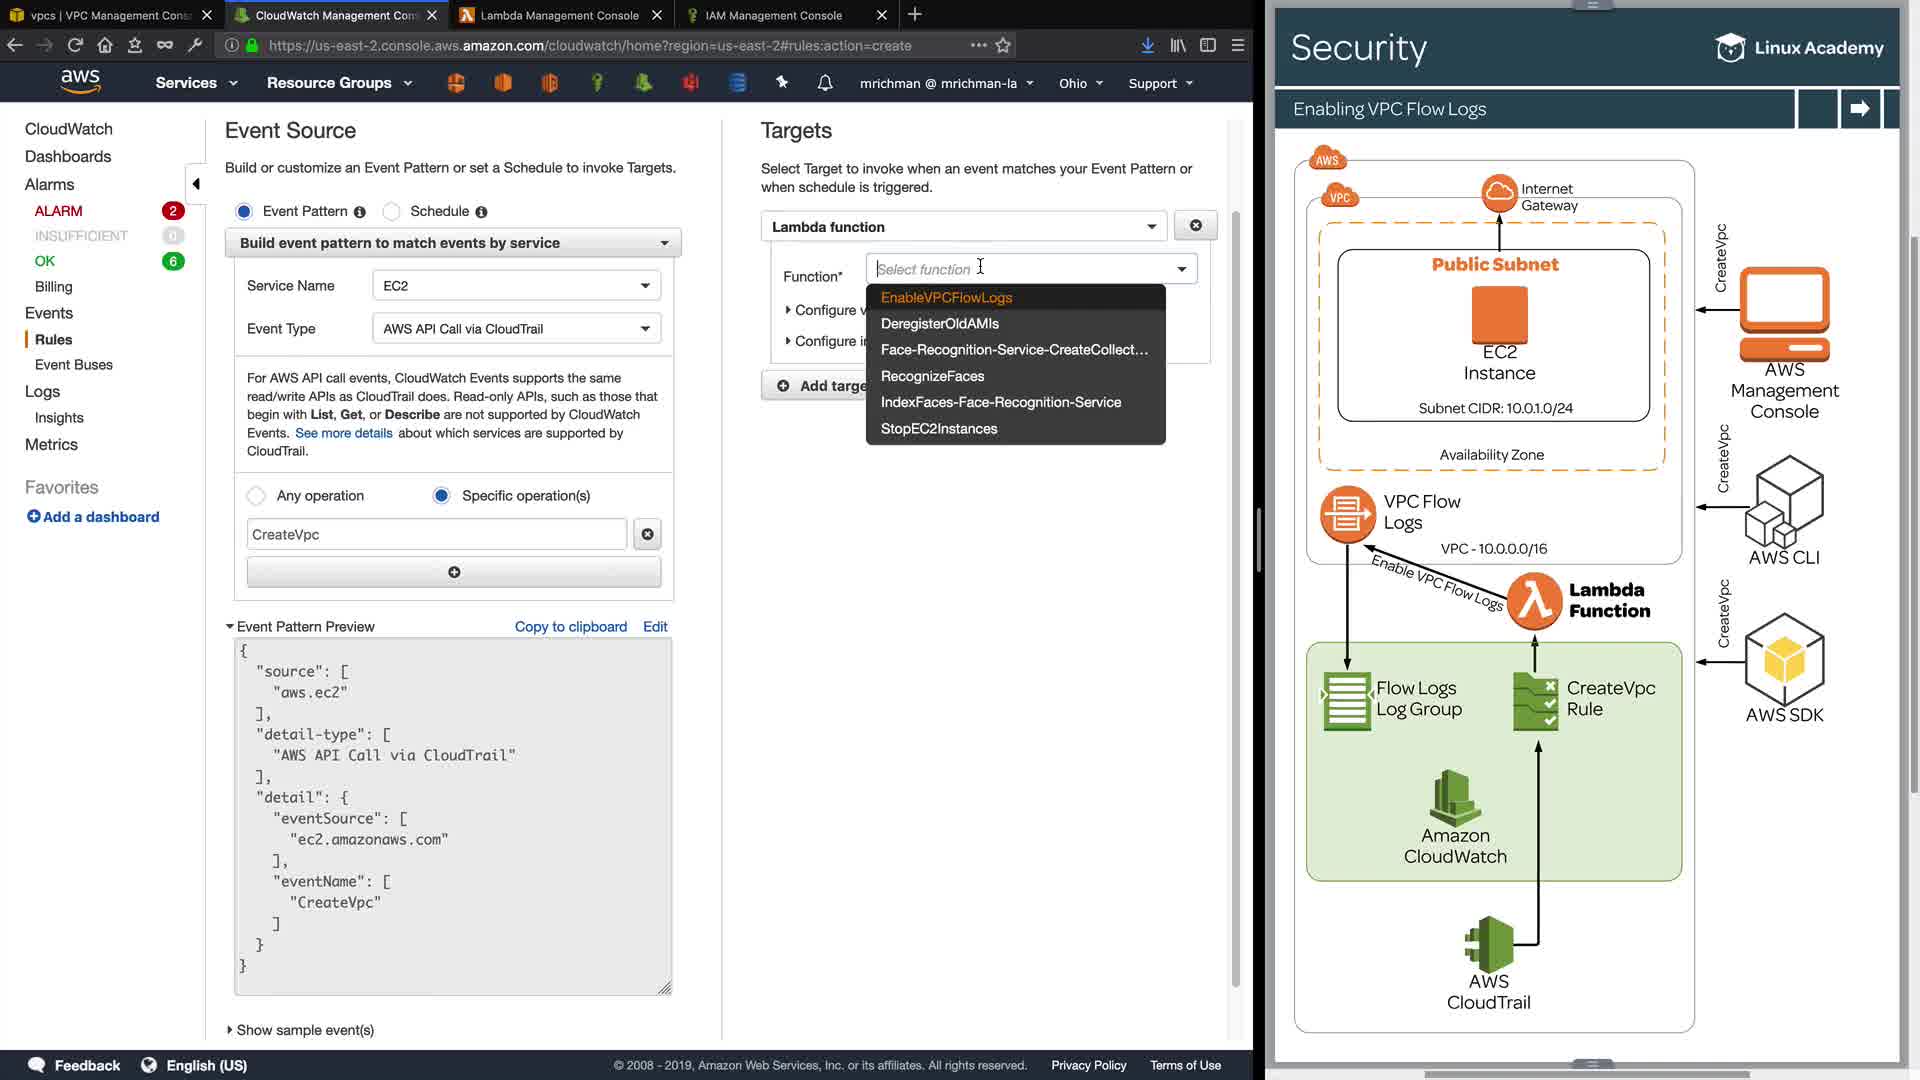 vpcs | VPC Management Cons
CloudWatch Management Con
Lambda Management Console
IAM Management Console
https://us-east-2.console.aws.amazon.com/cloudwatch/home?region=us-east-2#rules:action=create
aws
Services
Resource Groups
mrichman @ mrichman-la
Ohio
Support
CloudWatch
Dashboards
Alarms
ALARM 2
INSUFFICIENT 0
OK 6
Billing
Events
Rules
Event Buses
Logs
Insights
Metrics
Favorites
Add a dashboard
Event Source
Build or customize an Event Pattern or set a Schedule to invoke Targets.
Event Pattern
Schedule
Build event pattern to match events by service
Service Name
EC2
Event Type
AWS API Call via CloudTrail
For AWS API call events, CloudWatch Events supports the same
read/write APIs as CloudTrail does. Read-only APIs, such as those that
begin with List, Get, or Describe are not supported by CloudWatch
Events. See more details about which services are supported by
CloudTrail.
Any operation
Specific operation(s)
CreateVpc
Event Pattern Preview
Copy to clipboard
Edit
{
"source": [
"aws.ec2"
],
"detail-type": [
"AWS API Call via CloudTrail"
],
"detail": {
"eventSource": [
"ec2.amazonaws.com"
],
"eventName": [
"CreateVpc"
]
}
}
Show sample event(s)
Targets
Select Target to invoke when an event matches your Event Pattern or
when schedule is triggered.
Lambda function
Function*
Select function
EnableVPCFlowLogs
DeregisterOldAMIs
Face-Recognition-Service-CreateCollect...
RecognizeFaces
IndexFaces-Face-Recognition-Service
StopEC2Instances
Configure v
Configure i
Add targe
Feedback
English (US)
© 2008 - 2019, Amazon Web Services, Inc. or its affiliates. All rights reserved.
Privacy Policy
Terms of Use
Security
Linux Academy
Enabling VPC Flow Logs
AWS
VPC
Internet
Gateway
Public Subnet
EC2
Instance
Subnet CIDR: 10.0.1.0/24
Availability Zone
VPC Flow
Logs
VPC - 10.0.0.0/16
Enable VPC Flow Logs
Lambda
Function
Flow Logs
Log Group
CreateVpc
Rule
Amazon
CloudWatch
AWS
CloudTrail
CreateVpc
AWS
Management
Console
CreateVpc
AWS CLI
CreateVpc
AWS SDK